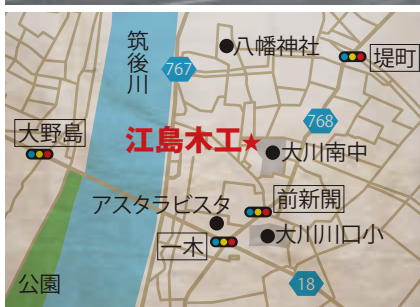 筑後川
八幡神社
767
堤町
768
大野島
江島木工★
大川南中
アスタラビスタ
前新開
一木
大川川口小
公園
18